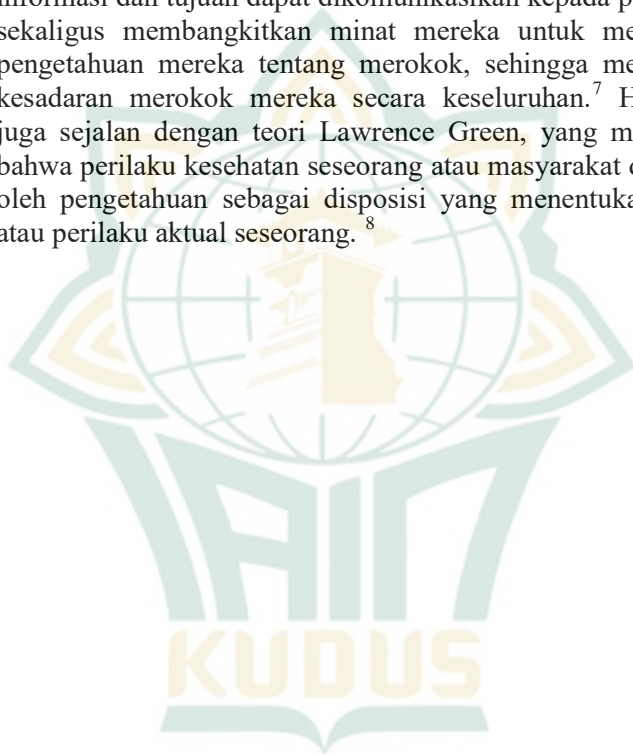 informasi dan tujuan dapat dikomunikasikan kepada p
sekaligus membangkitkan minat mereka untuk me
pengetahuan mereka tentang merokok, sehingga me
kesadaran merokok mereka secara keseluruhan.7 H
juga sejalan dengan teori Lawrence Green, yang m
bahwa perilaku kesehatan seseorang atau masyarakat
oleh pengetahuan sebagai disposisi yang menentuka
atau perilaku aktual seseorang. 8
IAIN
KUDUS